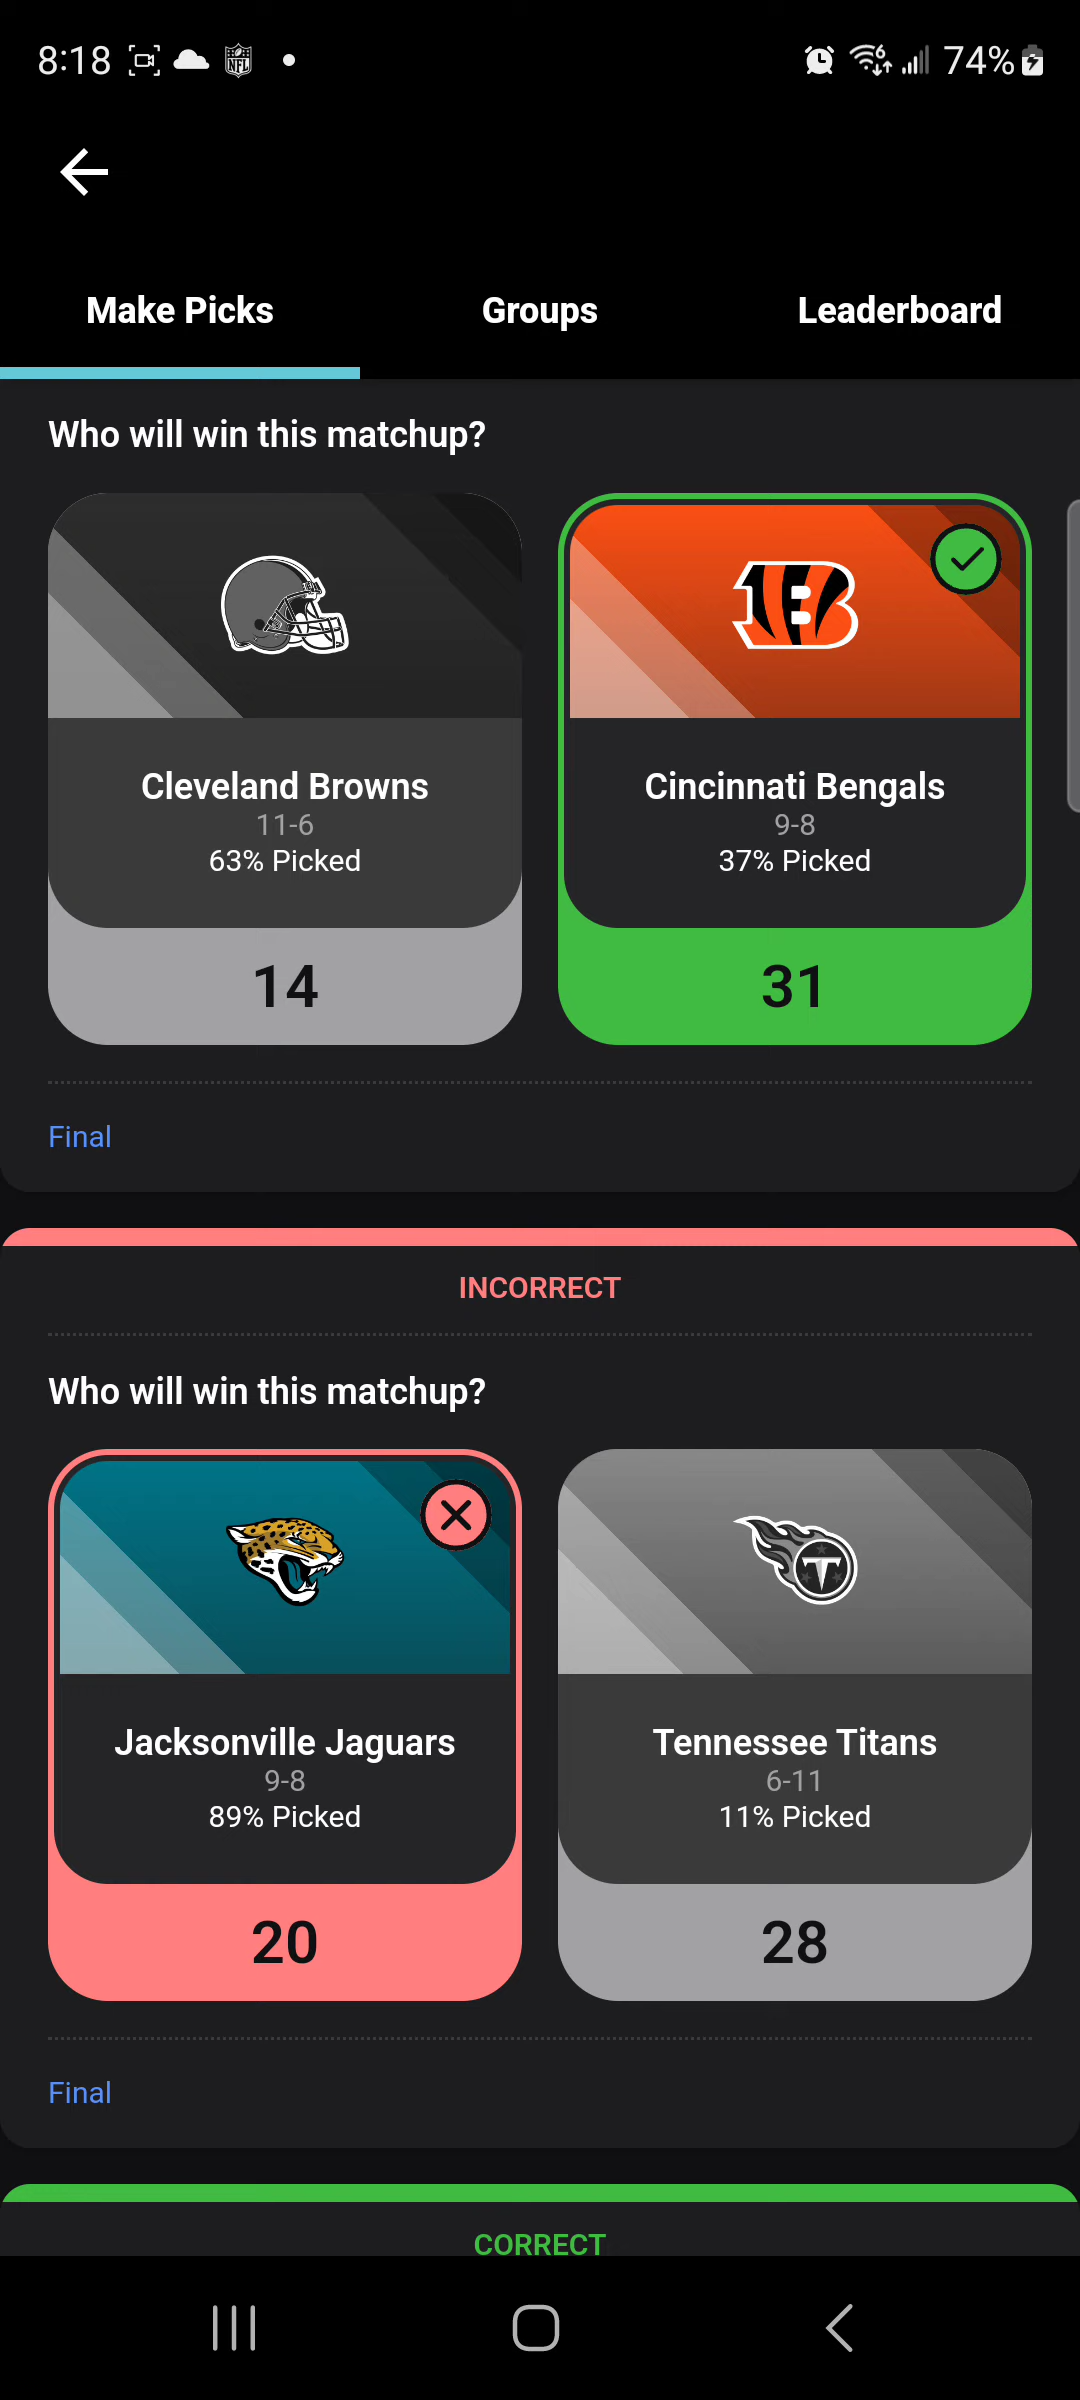 8:18
74%
Make Picks
Groups
Leaderboard
Who will win this matchup?
Cleveland Browns
11-6
63% Picked
14
Cincinnati Bengals
9-8
37% Picked
31
Final
INCORRECT
Who will win this matchup?
Jacksonville Jaguars
9-8
89% Picked
20
Tennessee Titans
6-11
11% Picked
28
Final
CORRECT